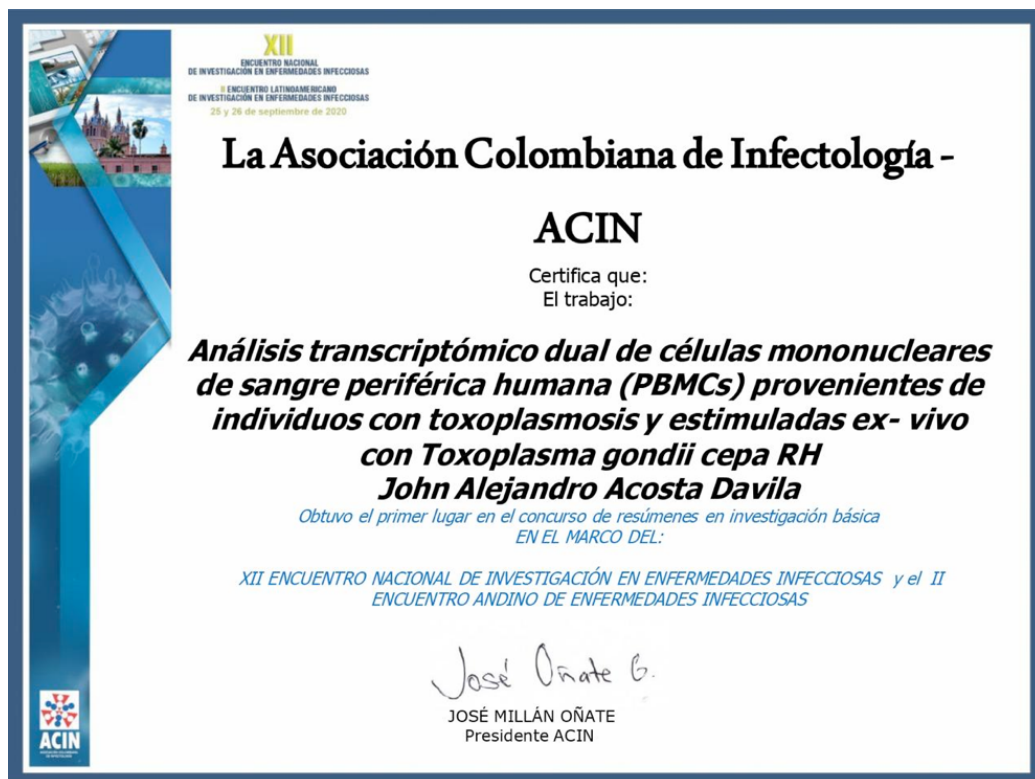 XII
ENCUENTRO NACIONAL
DE INVESTIGACIÓN EN ENFERMEDADES INFECCIOSAS
II ENCUENTRO LATINOAMERICANO
DE INVESTIGACIÓN EN ENFERMEDADES INFECCIOSAS
25 y 26 de septiembre de 2020
La Asociación Colombiana de Infectología -
ACIN
Certifica que:
El trabajo:
Análisis transcriptómico dual de células mononucleares
de sangre periférica humana (PBMCs) provenientes de
individuos con toxoplasmosis y estimuladas ex- vivo
con Toxoplasma gondii cepa RH
John Alejandro Acosta Davila
Obtuvo el primer lugar en el concurso de resúmenes en investigación básica
EN EL MARCO DEL:
XII ENCUENTRO NACIONAL DE INVESTIGACIÓN EN ENFERMEDADES INFECCIOSAS y el II
ENCUENTRO ANDINO DE ENFERMEDADES INFECCIOSAS
José Oñate G.
JOSÉ MILLÁN OÑATE
Presidente ACIN
ACIN